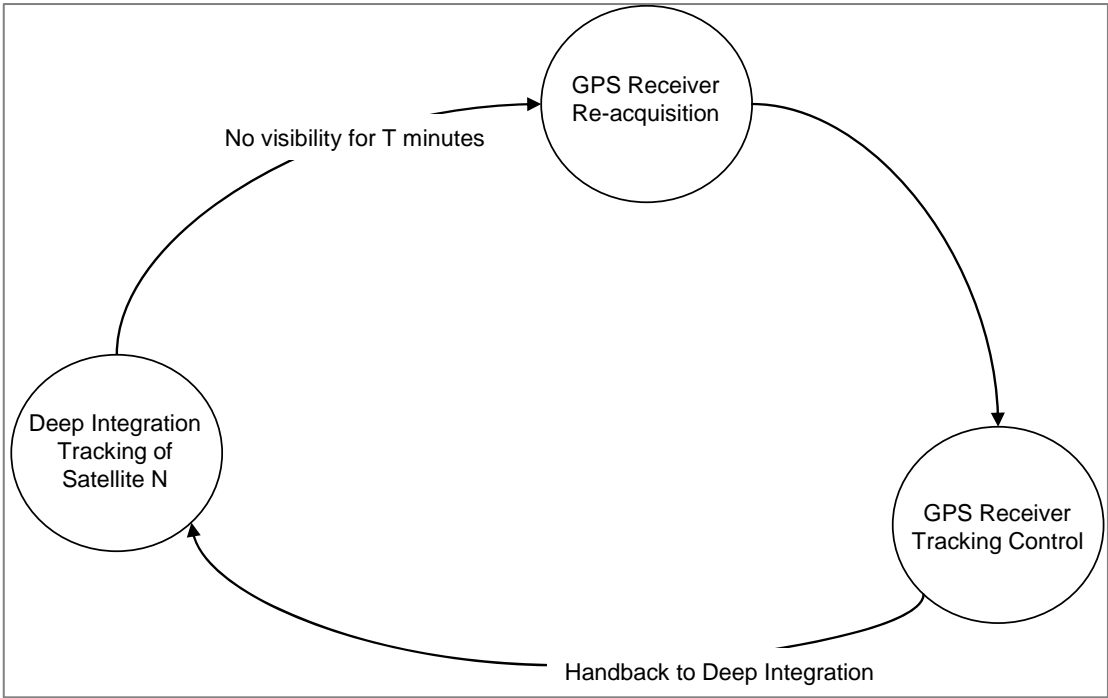 GPS Receiver
Re-acquisition
No visibility for T minutes
Deep Integration
Tracking of
Satellite N
GPS Receiver
Tracking Control
Handback to Deep Integration